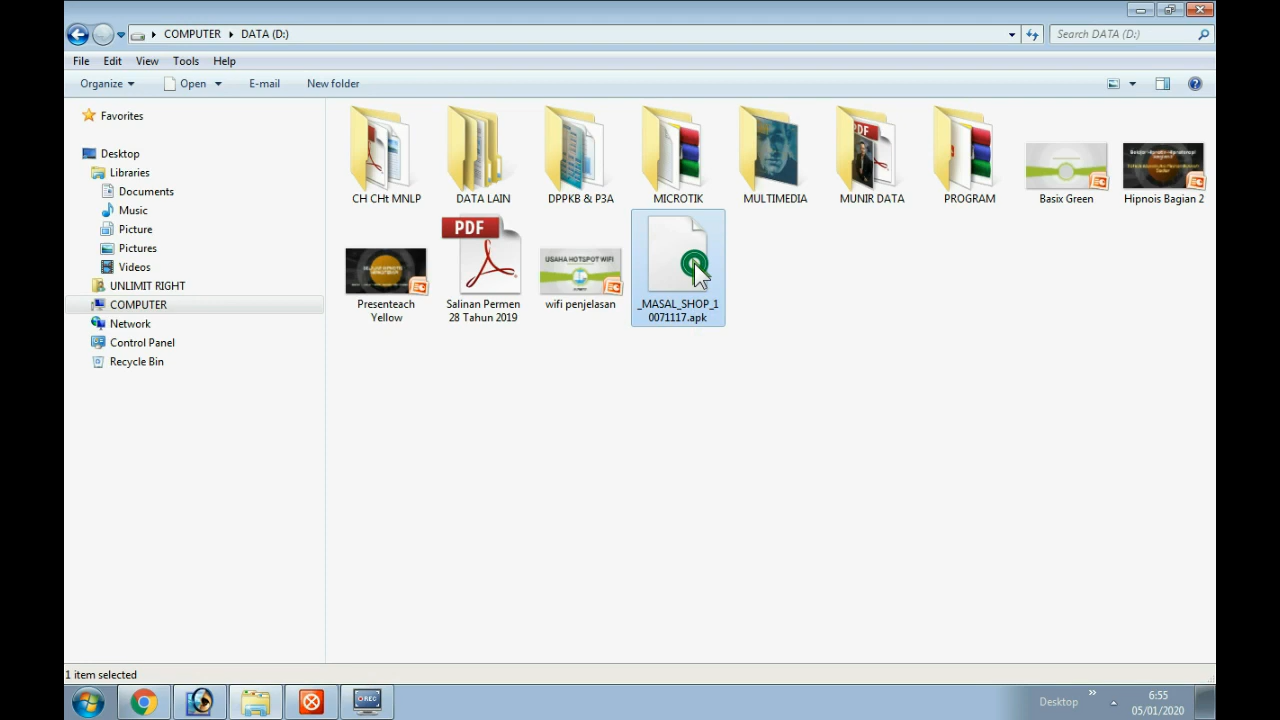 COMPUTER
DATA (D:)
Search DATA (D:)
File
Edit
View
Tools
Help
Organize
Open
E-mail
New folder
Favorites
Desktop
Libraries
Documents
Music
Picture
Pictures
Videos
UNLIMIT RIGHT
COMPUTER
Network
Control Panel
Recycle Bin
CH CHt MNLP
DATA LAIN
DPPKB & P3A
MICROTIK
MULTIMEDIA
PDF
MUNIR DATA
PROGRAM
Basix Green
Hipnois Bagian 2
Presenteach
Yellow
PDF
Salinan Permen
28 Tahun 2019
USAHA HOTSPOT WIFI
wifi penjelasan
_MASAL_SHOP_1
0071117.apk
1 item selected
REC
Desktop
6:55
05/01/2020